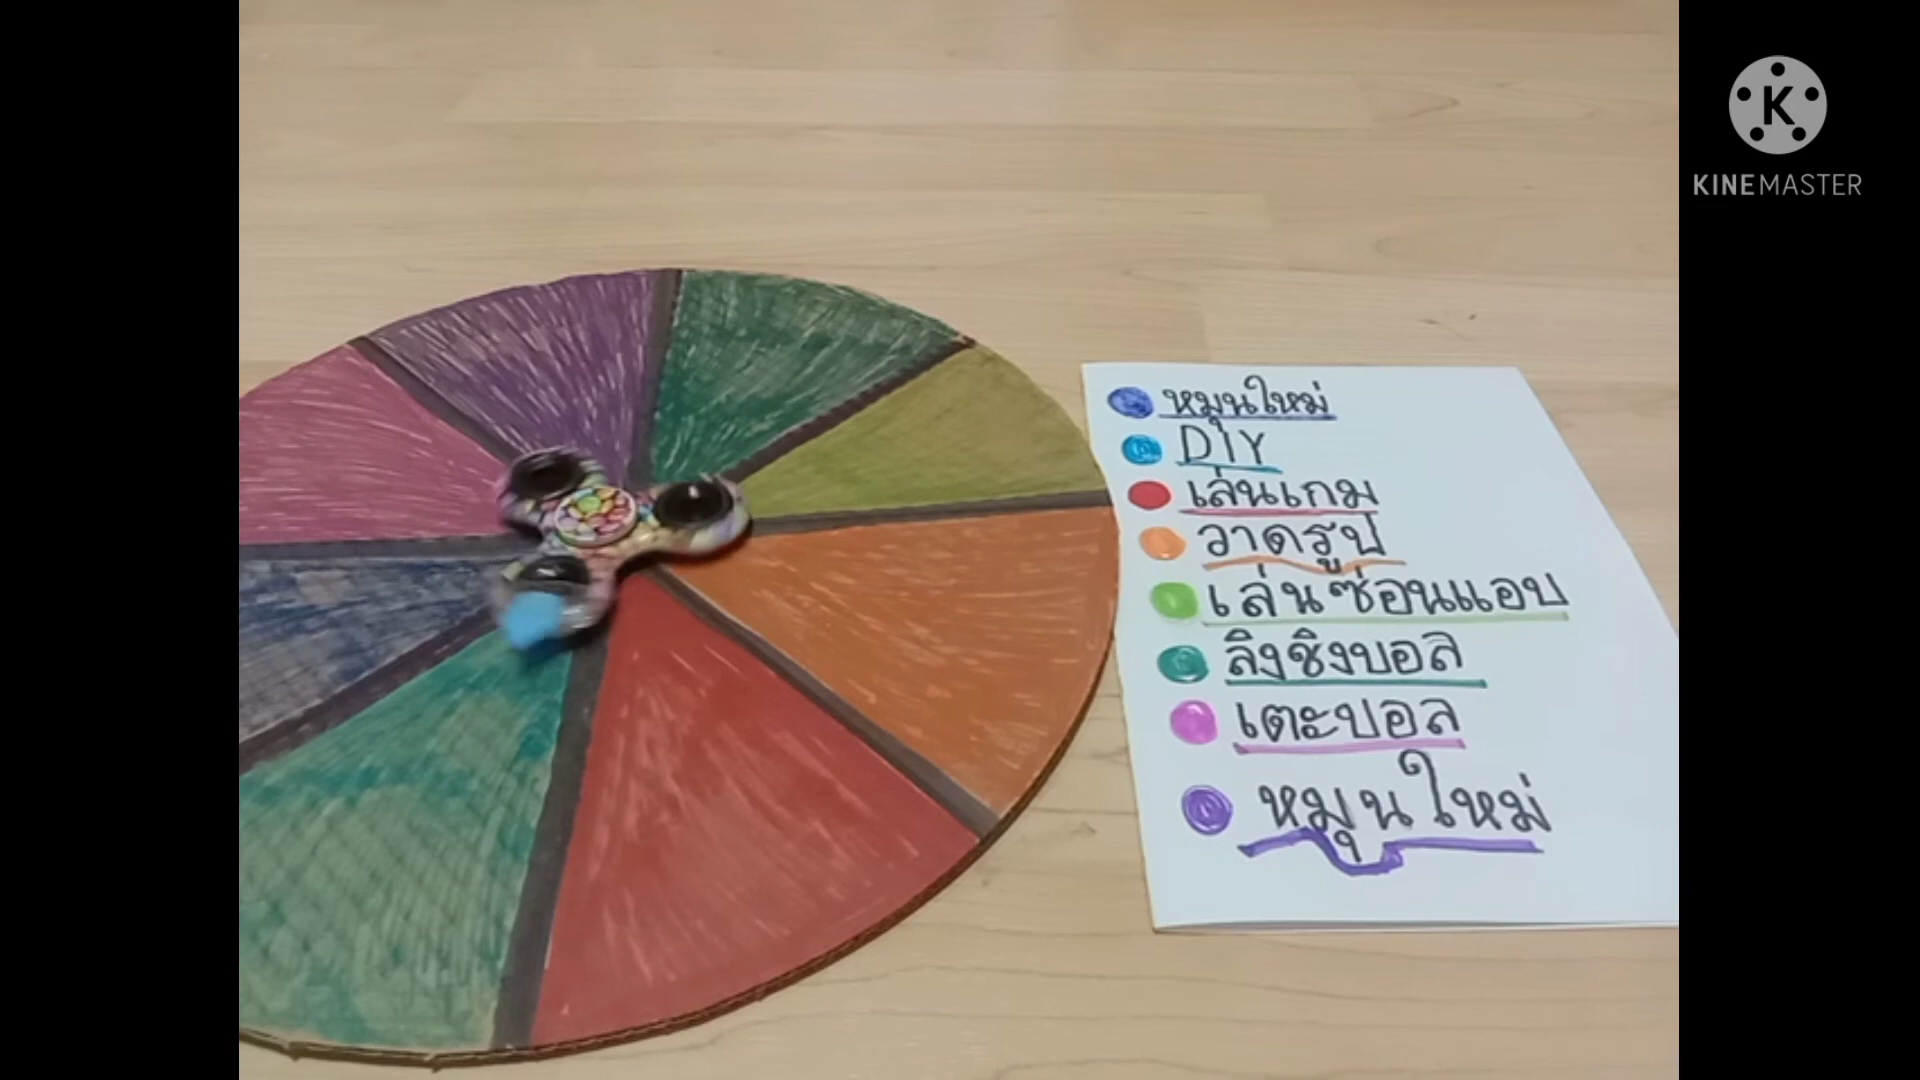 หมุนใหม่
DIY
เล่นเกม
วาดรูป
เล่นซ่อนแอบ
ลิงชิงบอล
เตะบอล
หมุนใหม่
K
KINEMASTER